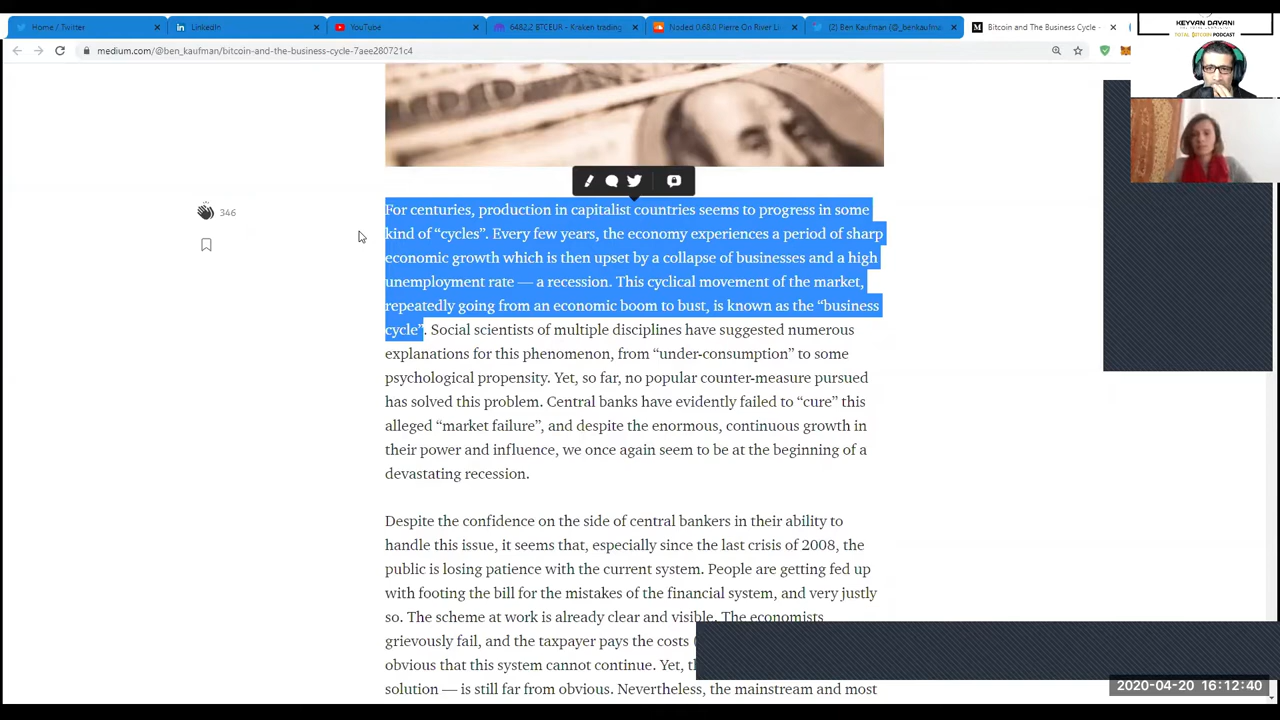 Home / Twitter
LinkedIn
YouTube
6482,2 BTCEUR - Kraken trading
Noded 0.68.0 Pierre On River Li
(2) Ben Kaufman (@_benkaufma
Bitcoin and The Business Cycle -
KEYVAN DAVANI
TOTAL BITCOIN PODCAST
medium.com/@ben_kaufman/bitcoin-and-the-business-cycle-7aee280721c4
346
For centuries, production in capitalist countries seems to progress in some
kind of “cycles”. Every few years, the economy experiences a period of sharp
economic growth which is then upset by a collapse of businesses and a high
unemployment rate — a recession. This cyclical movement of the market,
repeatedly going from an economic boom to bust, is known as the “business
cycle”. Social scientists of multiple disciplines have suggested numerous
explanations for this phenomenon, from “under-consumption” to some
psychological propensity. Yet, so far, no popular counter-measure pursued
has solved this problem. Central banks have evidently failed to “cure” this
alleged “market failure”, and despite the enormous, continuous growth in
their power and influence, we once again seem to be at the beginning of a
devastating recession.
Despite the confidence on the side of central bankers in their ability to
handle this issue, it seems that, especially since the last crisis of 2008, the
public is losing patience with the current system. People are getting fed up
with footing the bill for the mistakes of the financial system, and very justly
so. The scheme at work is already clear and visible. The economists
grievously fail, and the taxpayer pays the costs
obvious that this system cannot continue. Yet,
solution — is still far from obvious. Nevertheless, the mainstream and most
2020-04-20 16:12:40